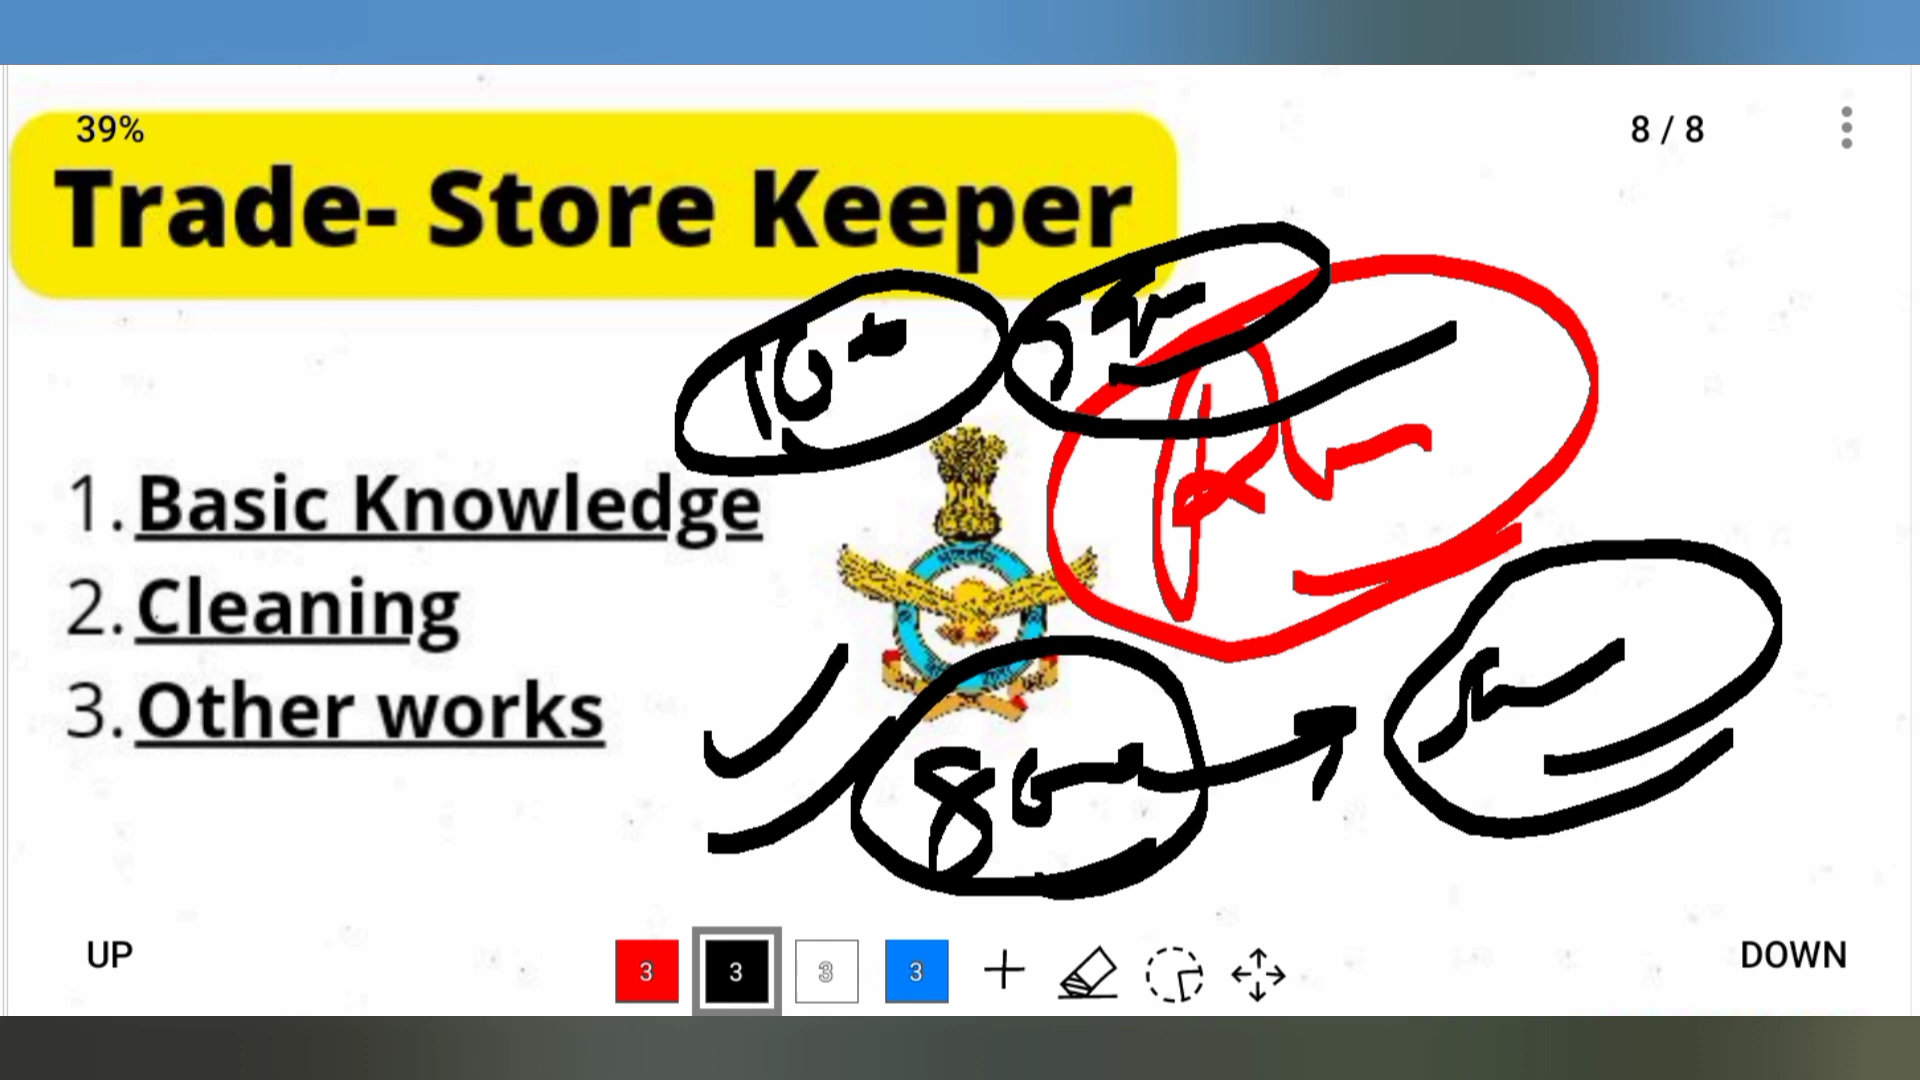 39%
8 / 8
Trade- Store Keeper
1. Basic Knowledge
2. Cleaning
3. Other works
UP
3
3
3
3
DOWN